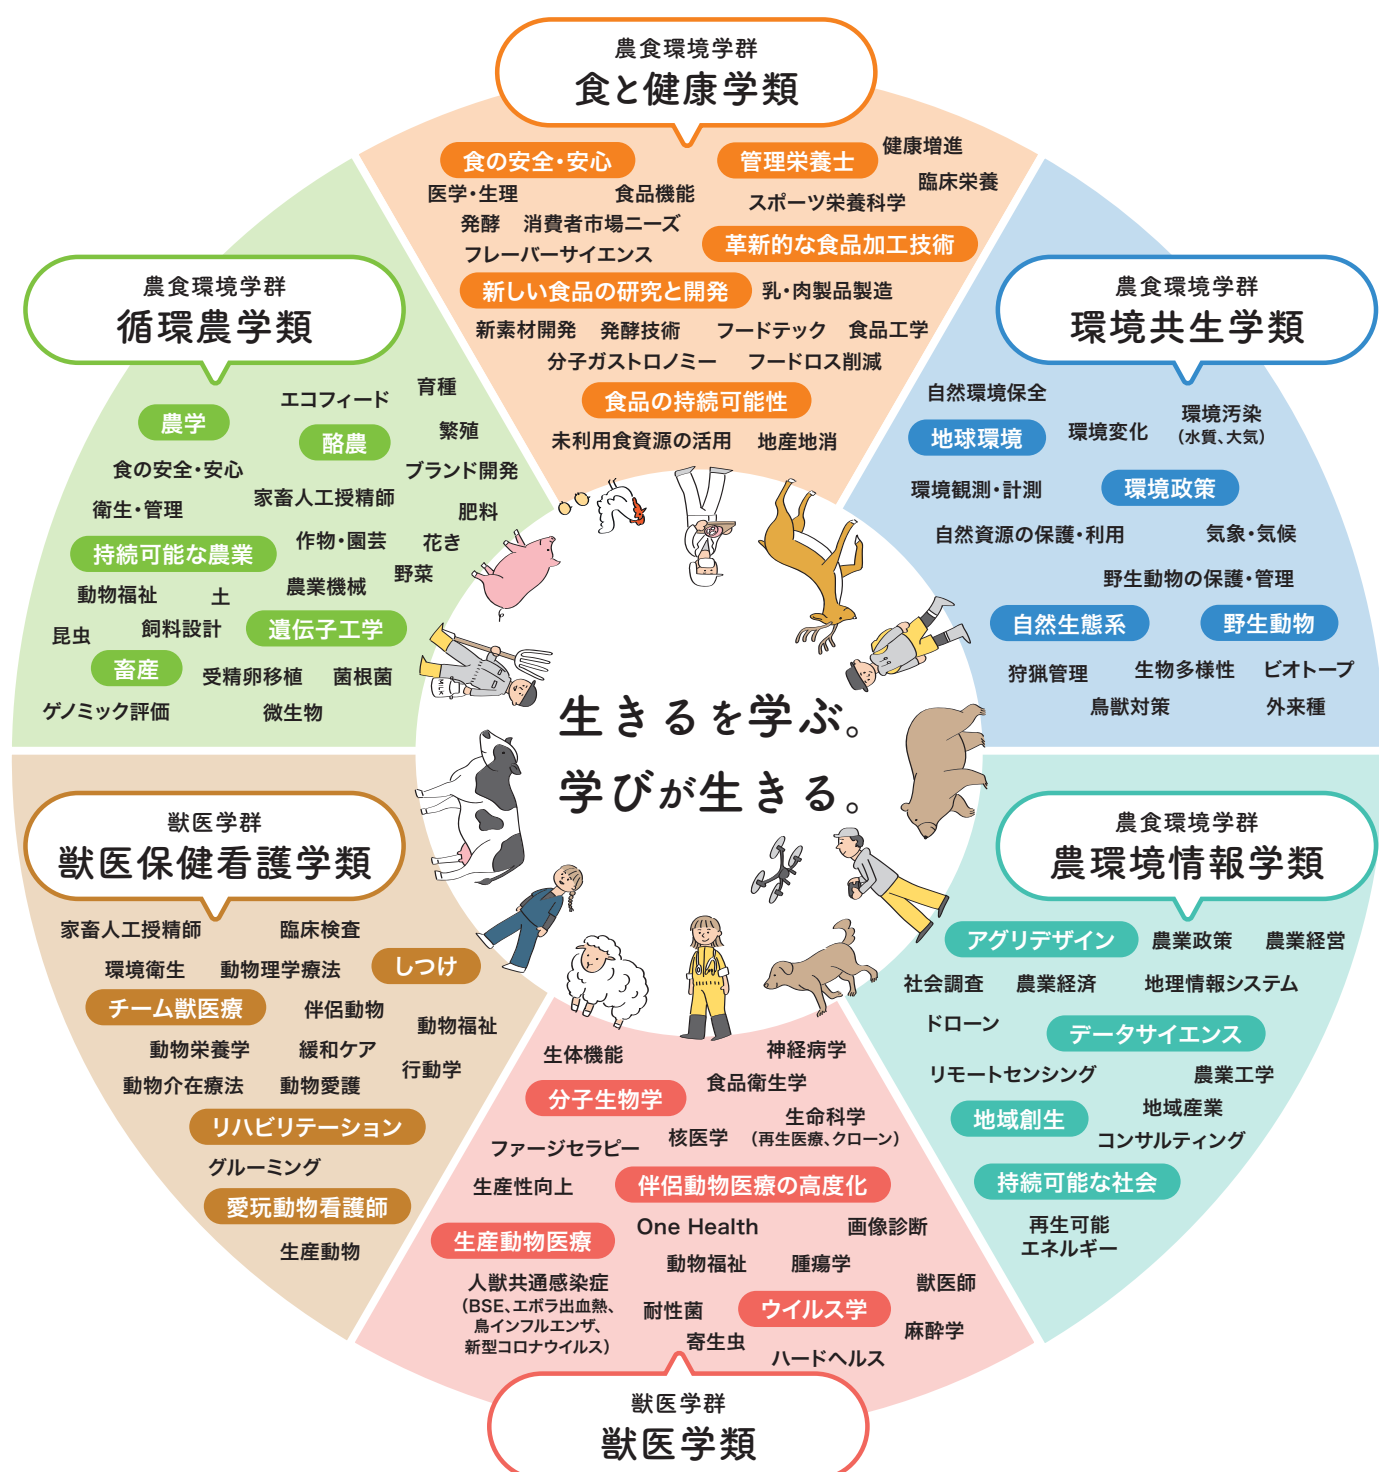 農食環境学群
食と健康学類
食の安全・安心
管理栄養士
健康増進
医学・生理
食品機能
臨床栄養
スポーツ栄養科学
発酵
消費者市場ニーズ
フレーバーサイエンス
革新的な食品加工技術
新しい食品の研究と開発
乳・肉製品製造
新素材開発
発酵技術
フードテック
食品工学
分子ガストロノミー
フードロス削減
食品の持続可能性
未利用食資源の活用
地産地消
農食環境学群
循環農学類
農学
エコフィード
育種
酪農
繁殖
食の安全・安心
ブランド開発
衛生・管理
家畜人工授精師
肥料
持続可能な農業
作物・園芸
花き
動物福祉
土
農業機械
野菜
昆虫
飼料設計
遺伝子工学
畜産
受精卵移植
菌根菌
ゲノミック評価
微生物
農食環境学群
環境共生学類
自然環境保全
地球環境
環境変化
環境汚染
(水質、大気)
環境観測・計測
環境政策
自然資源の保護・利用
気象・気候
野生動物の保護・管理
自然生態系
野生動物
狩猟管理
生物多様性
ビオトープ
鳥獣対策
外来種
MILK
生きるを学ぶ。
学びが生きる。
獣医学群
獣医保健看護学類
家畜人工授精師
臨床検査
環境衛生
動物理学療法
しつけ
チーム獣医療
伴侶動物
動物福祉
動物栄養学
緩和ケア
行動学
動物介在療法
動物愛護
リハビリテーション
グルーミング
愛玩動物看護師
生産動物
農食環境学群
農環境情報学類
アグリデザイン
農業政策
農業経営
社会調査
農業経済
地理情報システム
ドローン
データサイエンス
リモートセンシング
農業工学
地域創生
地域産業
コンサルティング
持続可能な社会
再生可能
エネルギー
生体機能
神経病学
分子生物学
食品衛生学
ファージセラピー
核医学
生命科学
(再生医療、クローン)
生産性向上
伴侶動物医療の高度化
生産動物医療
One Health
画像診断
動物福祉
腫瘍学
人獣共通感染症
(BSE、エボラ出血熱、
鳥インフルエンザ、
新型コロナウイルス)
耐性菌
ウイルス学
獣医師
寄生虫
麻酔学
ハードヘルス
獣医学群
獣医学類